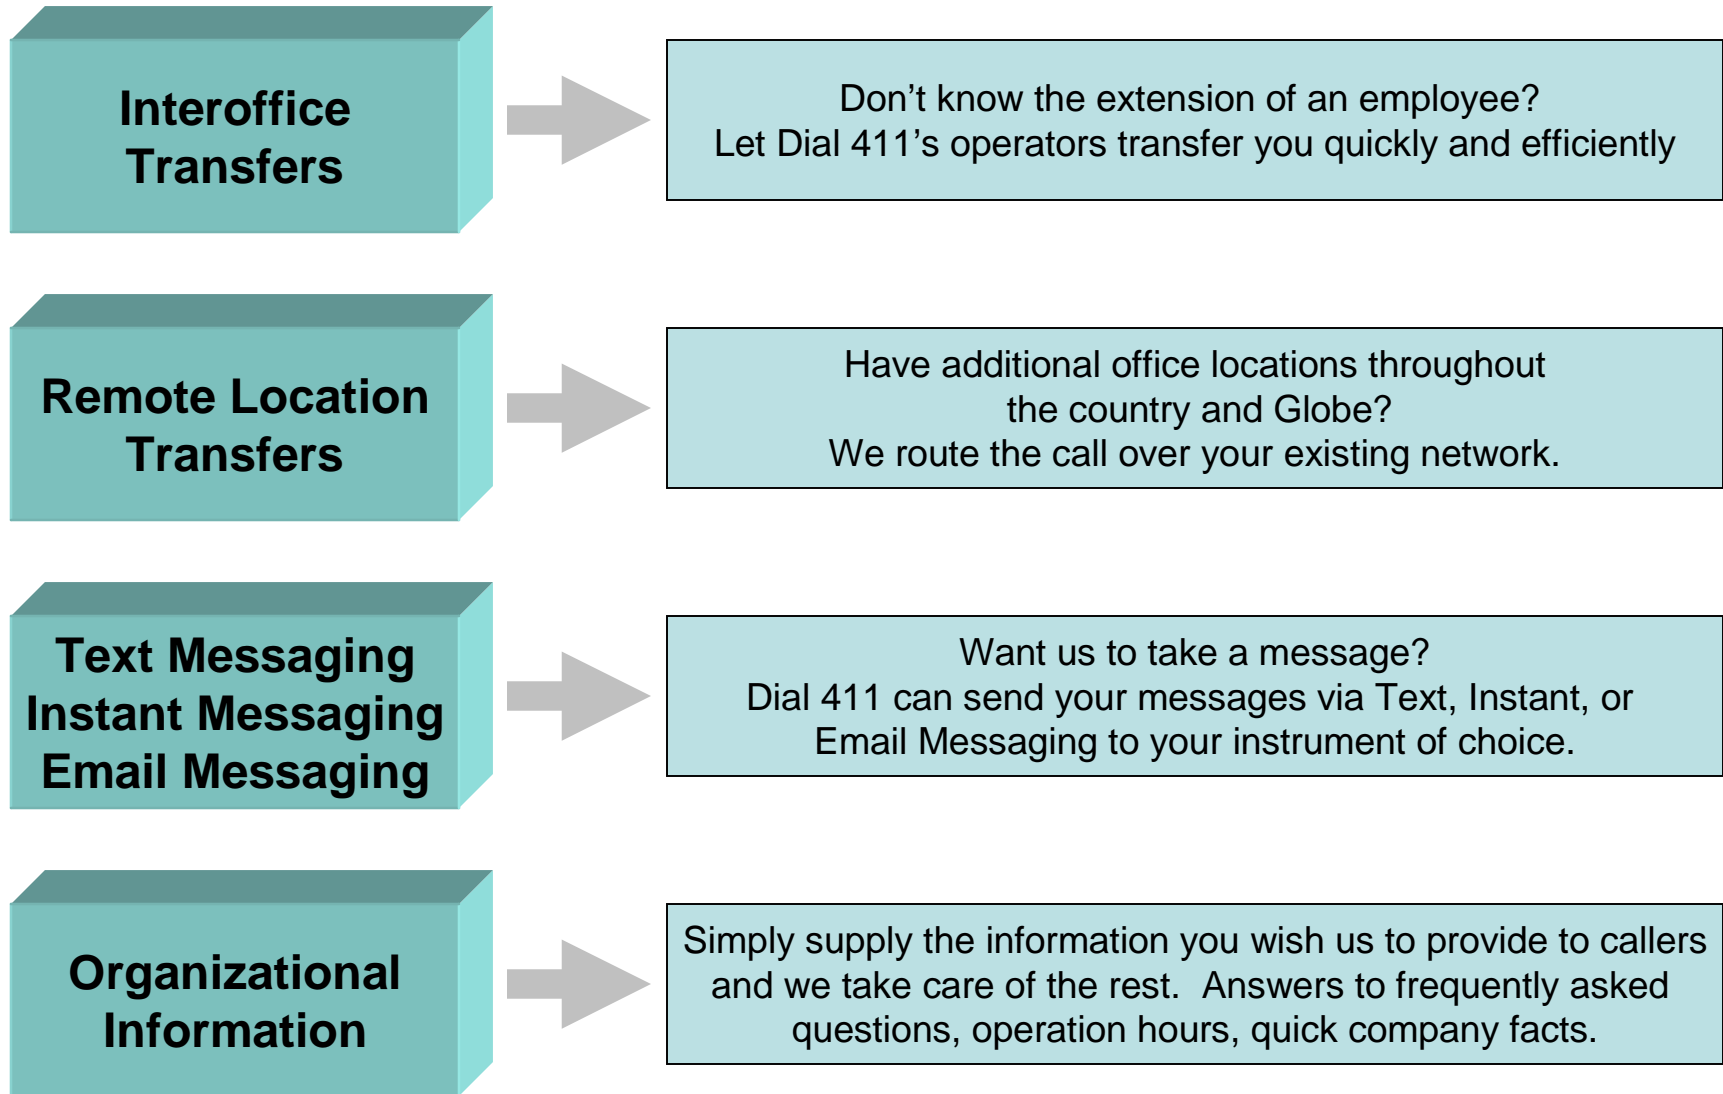 Interoffice
Transfers
Don’t know the extension of an employee?
Let Dial 411’s operators transfer you quickly and efficiently
Remote Location
Transfers
Have additional office locations throughout
the country and Globe?
We route the call over your existing network.
Text Messaging
Instant Messaging
Email Messaging
Want us to take a message?
Dial 411 can send your messages via Text, Instant, or
Email Messaging to your instrument of choice.
Organizational
Information
Simply supply the information you wish us to provide to callers
and we take care of the rest.  Answers to frequently asked
questions, operation hours, quick company facts.